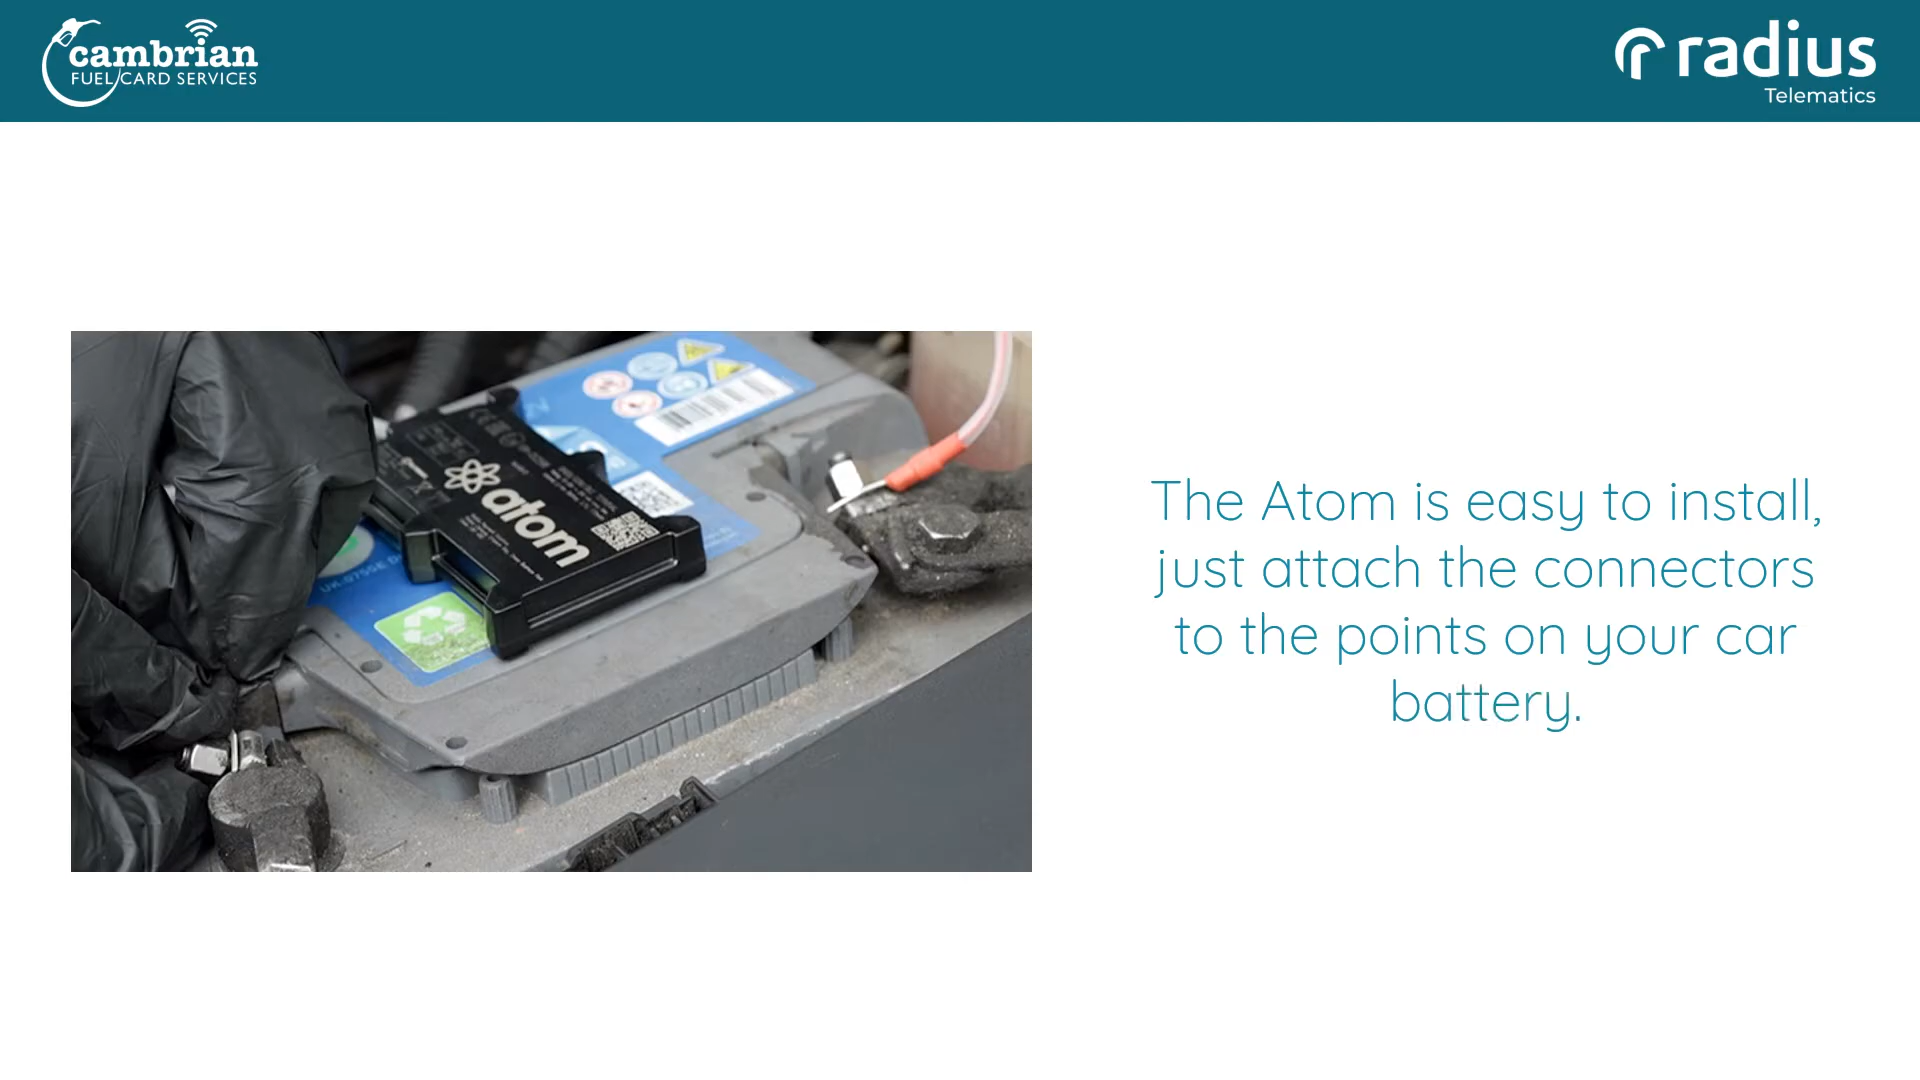 cambrian
FUEL CARD SERVICES
radius
Telematics
atom
The Atom is easy to install,
just attach the connectors
to the points on your car
battery.